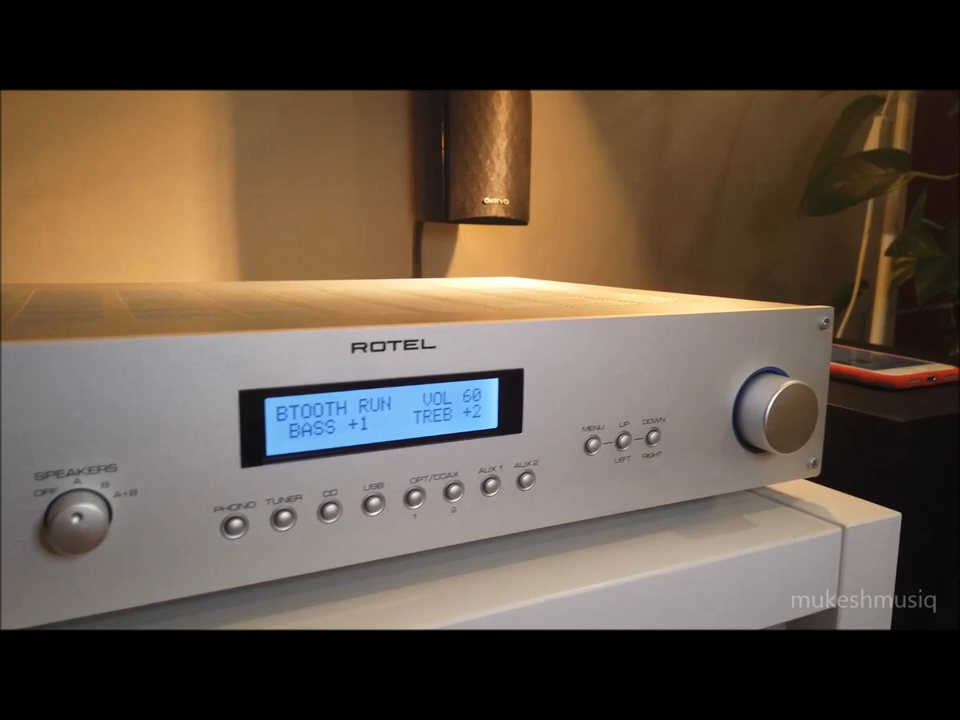 ONKYO
ROTEL
BTOOTH RUN VOL 60
BASS +1 TREB +2
MENU UP DOWN
LEFT RIGHT
SPEAKERS
OFF A B A+B
PHONO TUNER CD USB OPT/COAX AUX 1 AUX 2
1 2
mukeshmusiq